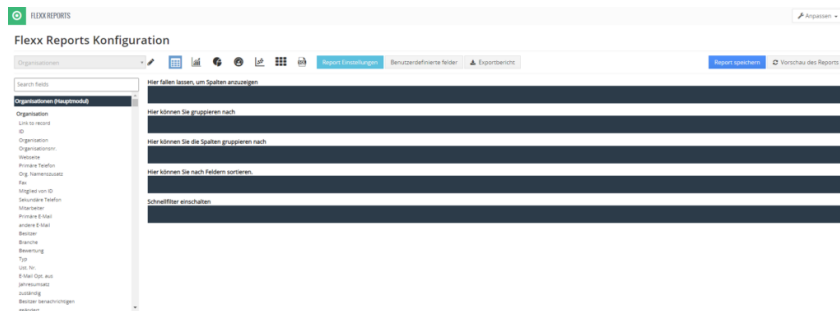 FLEXX REPORTS
Anpassen
Flexx Reports Konfiguration
Organisationen
Report Einstellungen
Benutzerdefinierte felder
Exportbericht
Report speichern
Vorschau des Reports
Search fields
Organisationen (Hauptmodul)
Organisation
Link to record
ID
Organisation
Organisationsnr.
Webseite
Primäre Telefon
Org. Namenszusatz
Fax
Mitglied von ID
Sekundäre Telefon
Mitarbeiter
Primäre E-Mail
andere E-Mail
Besitzer
Branche
Bewertung
Typ
Ust. Nr.
E-Mail Opt. aus
Jahresumsatz
zuständig
Besitzer benachrichtigen
geändert
Hier fallen lassen, um Spalten anzuzeigen
Hier können Sie gruppieren nach
Hier können Sie die Spalten gruppieren nach
Hier können Sie nach Feldern sortieren.
Schnellfilter einschalten